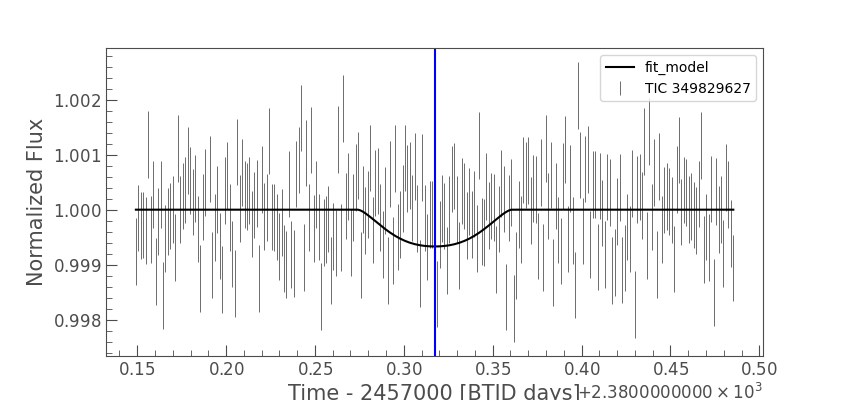 fit_model
TIC 349829627
1.002
1.001
1.000
0.999
0.998
Normalized Flux
0.15 0.20 0.25 0.30 0.35 0.40 0.45 0.50
Time - 2457000 [BTJD days]
+2.3800000000×10³